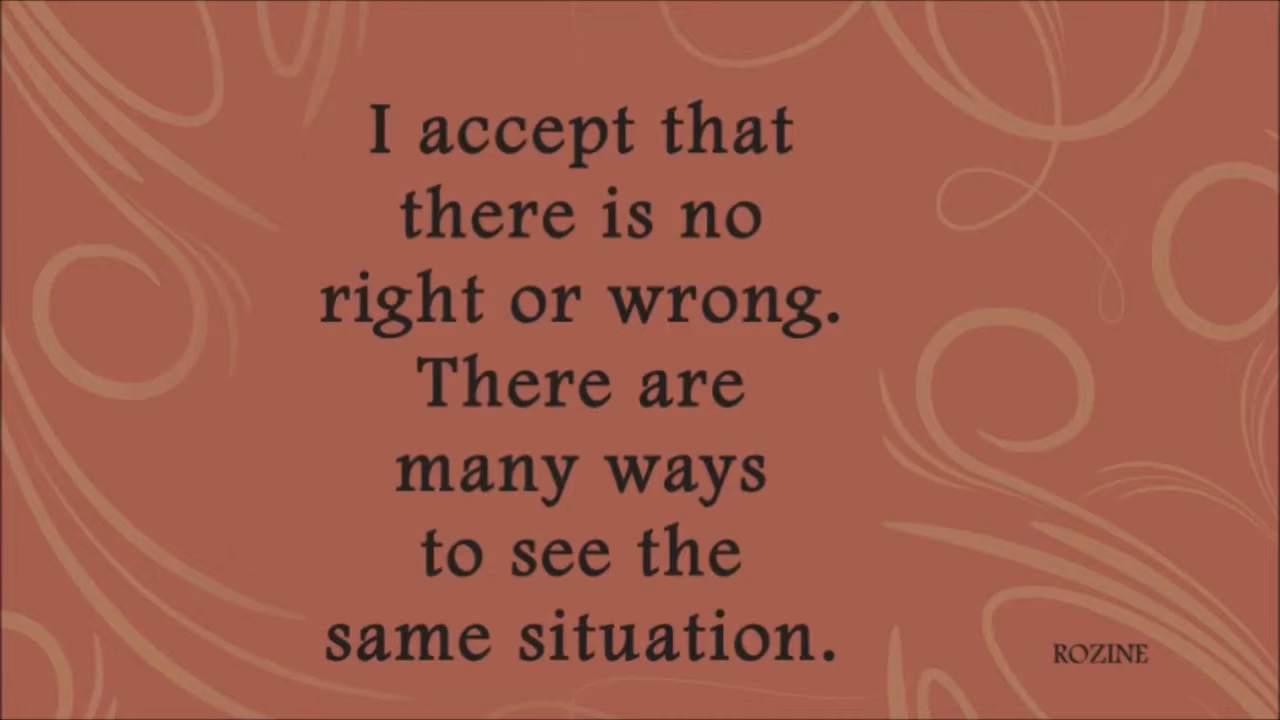 I accept that
there is no
right or wrong.
There are
many ways
to see the
same situation.
ROZINE